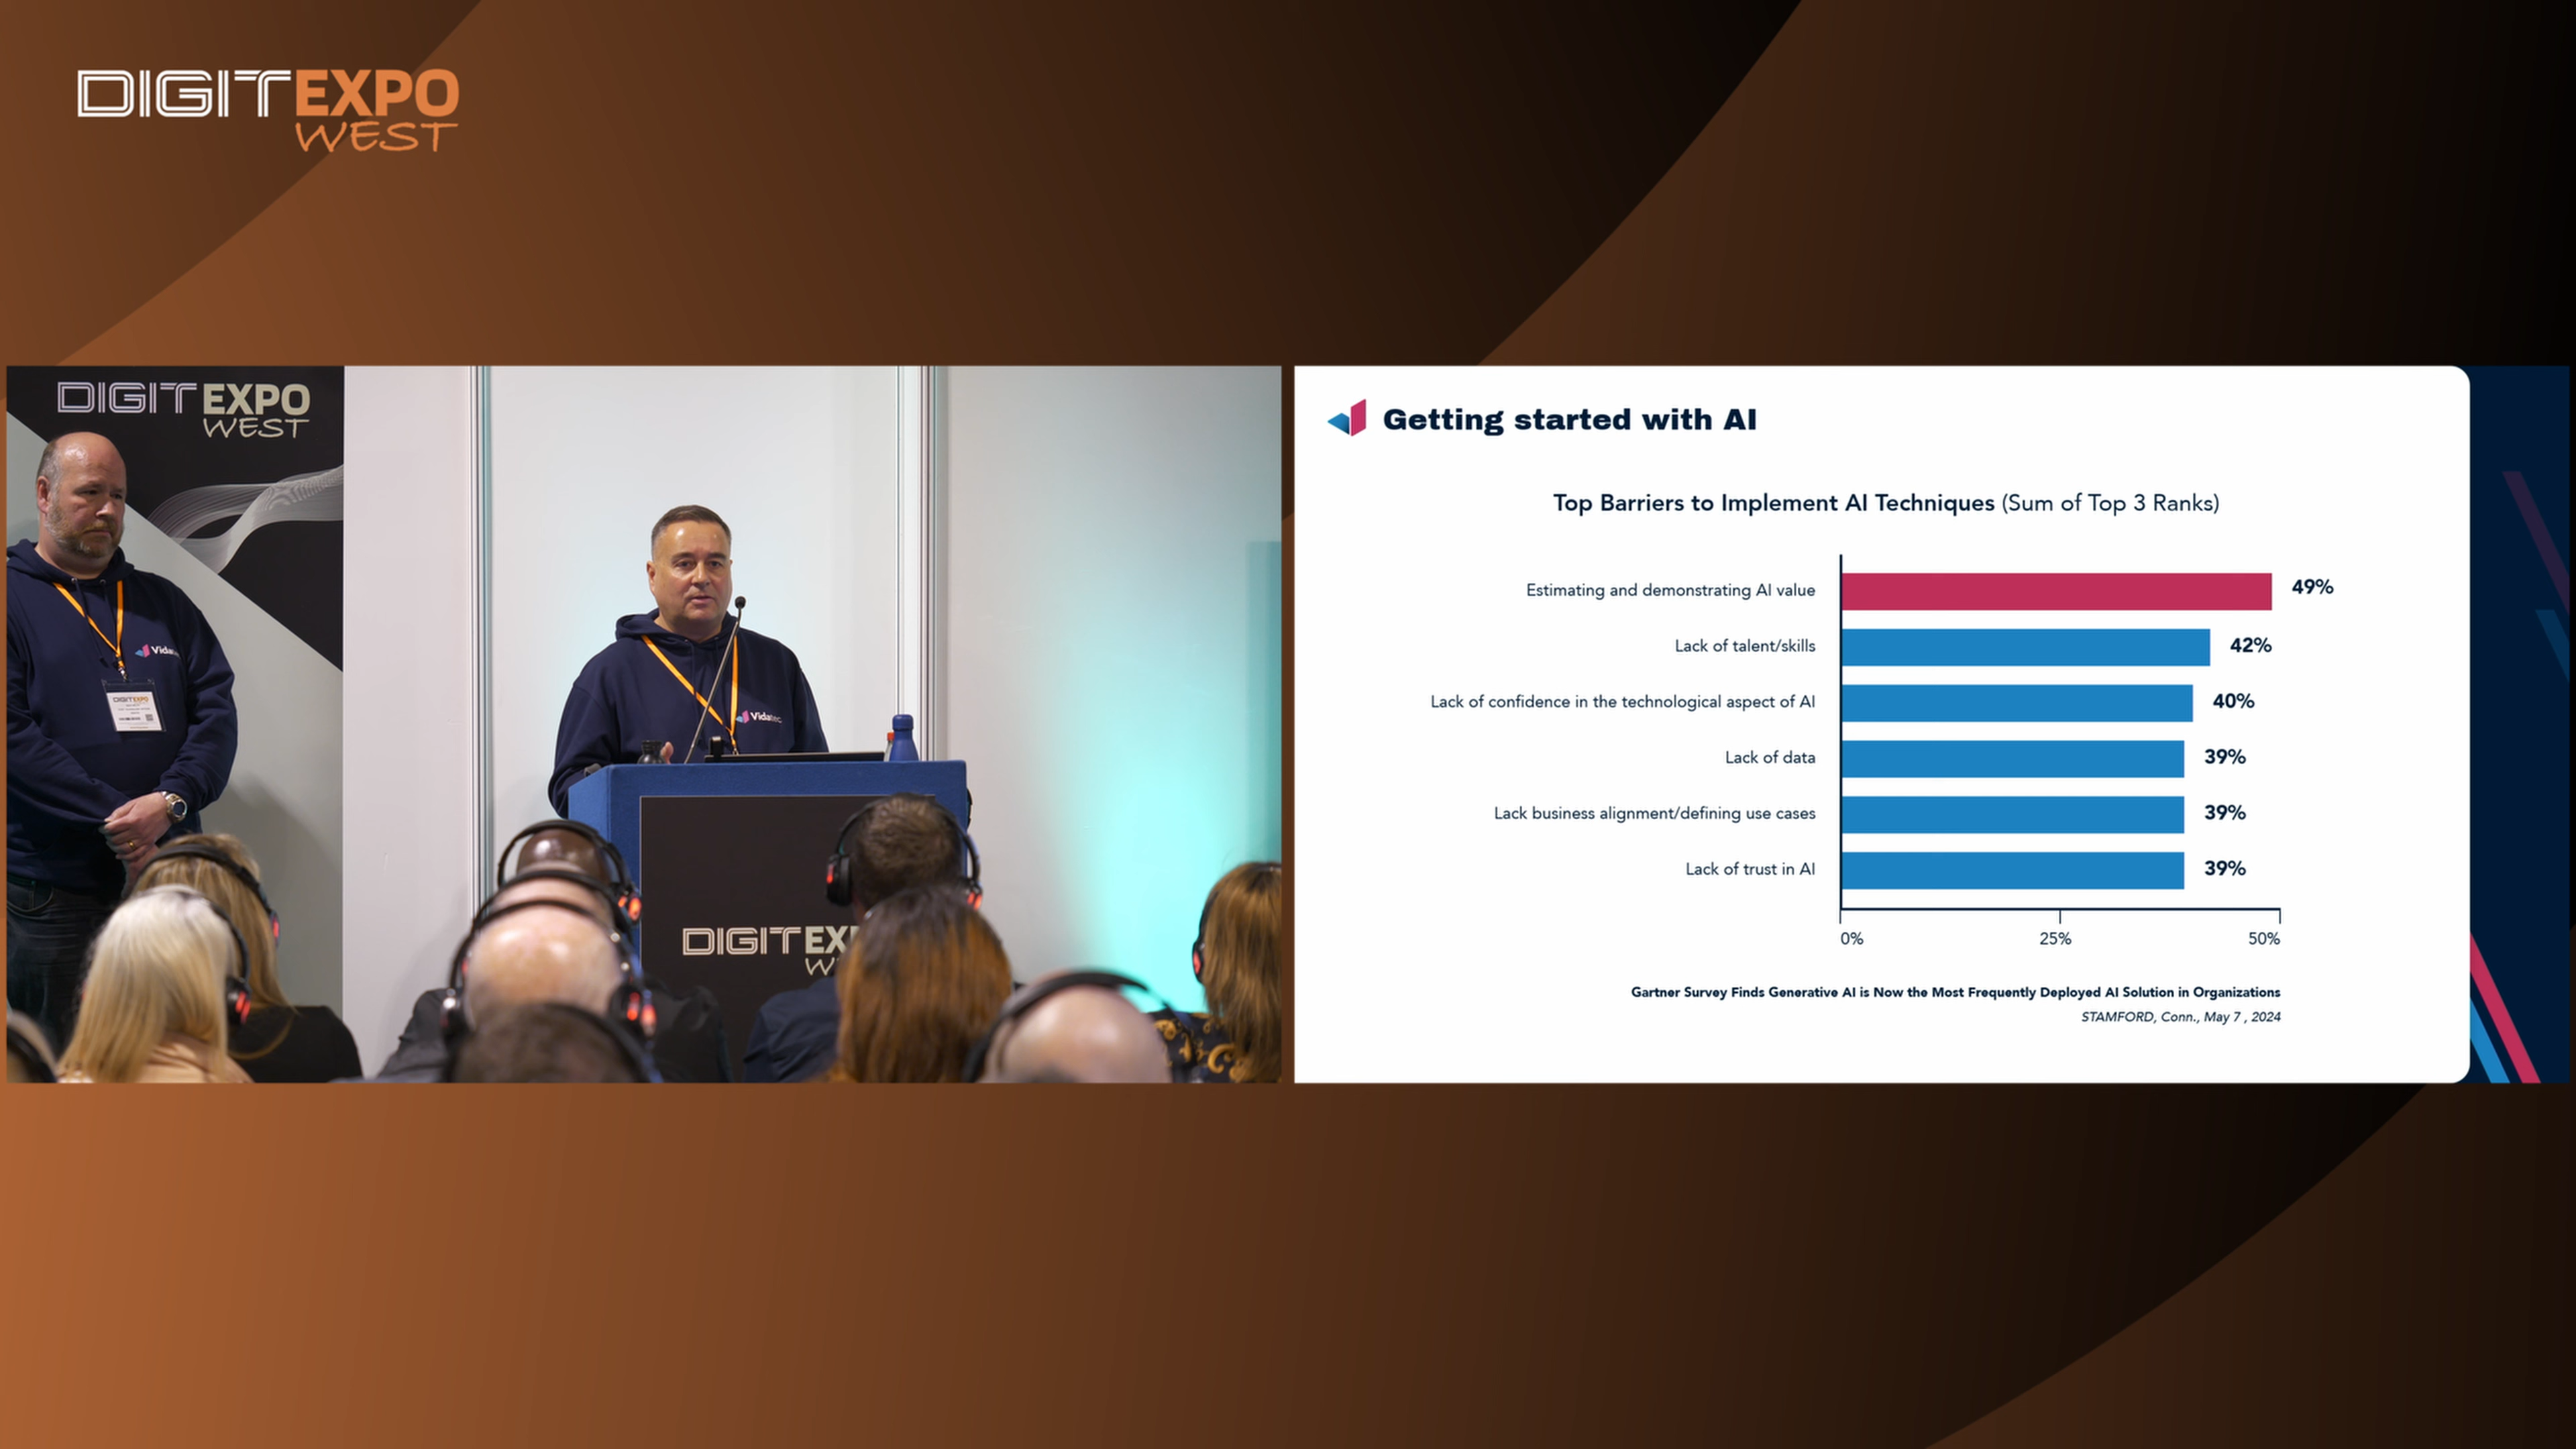 DIGITEXPO
WEST
DIGIT EXPO
WEST
Vidatec
DIGITEX
Getting started with AI
Top Barriers to Implement AI Techniques (Sum of Top 3 Ranks)
Estimating and demonstrating AI value 49%
Lack of talent/skills 42%
Lack of confidence in the technological aspect of AI 40%
Lack of data 39%
Lack business alignment/defining use cases 39%
Lack of trust in AI 39%
0% 25% 50%
Gartner Survey Finds Generative AI is Now the Most Frequently Deployed AI Solution in Organizations
STAMFORD, Conn., May 7 , 2024